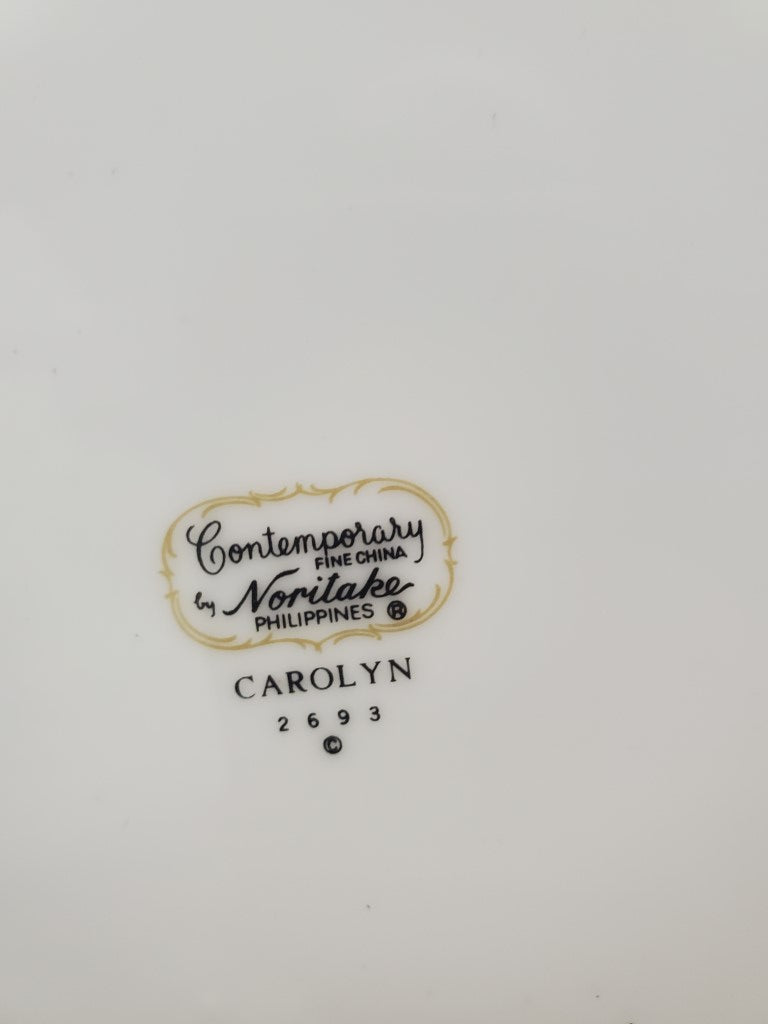 Contemporary
FINE CHINA
by Noritake
PHILIPPINES ®
CAROLYN
2693
©